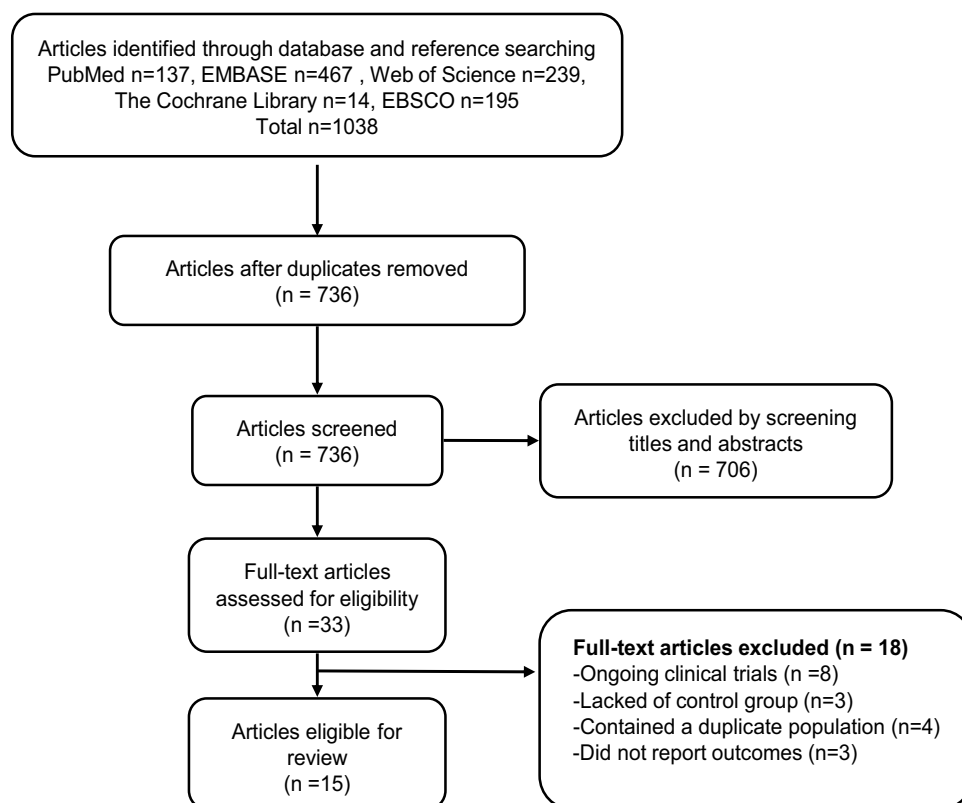 Articles identified through database and reference searching
PubMed n=137, EMBASE n=467 , Web of Science n=239,
The Cochrane Library n=14, EBSCO n=195
Total n=1038
Articles after duplicates removed
(n = 736)
Articles screened
(n = 736)
Articles excluded by screening
titles and abstracts
(n = 706)
Full-text articles
assessed for eligibility
(n =33)
Full-text articles excluded (n = 18)
-Ongoing clinical trials (n =8)
-Lacked of control group (n=3)
-Contained a duplicate population (n=4)
-Did not report outcomes (n=3)
Articles eligible for
review
(n =15)